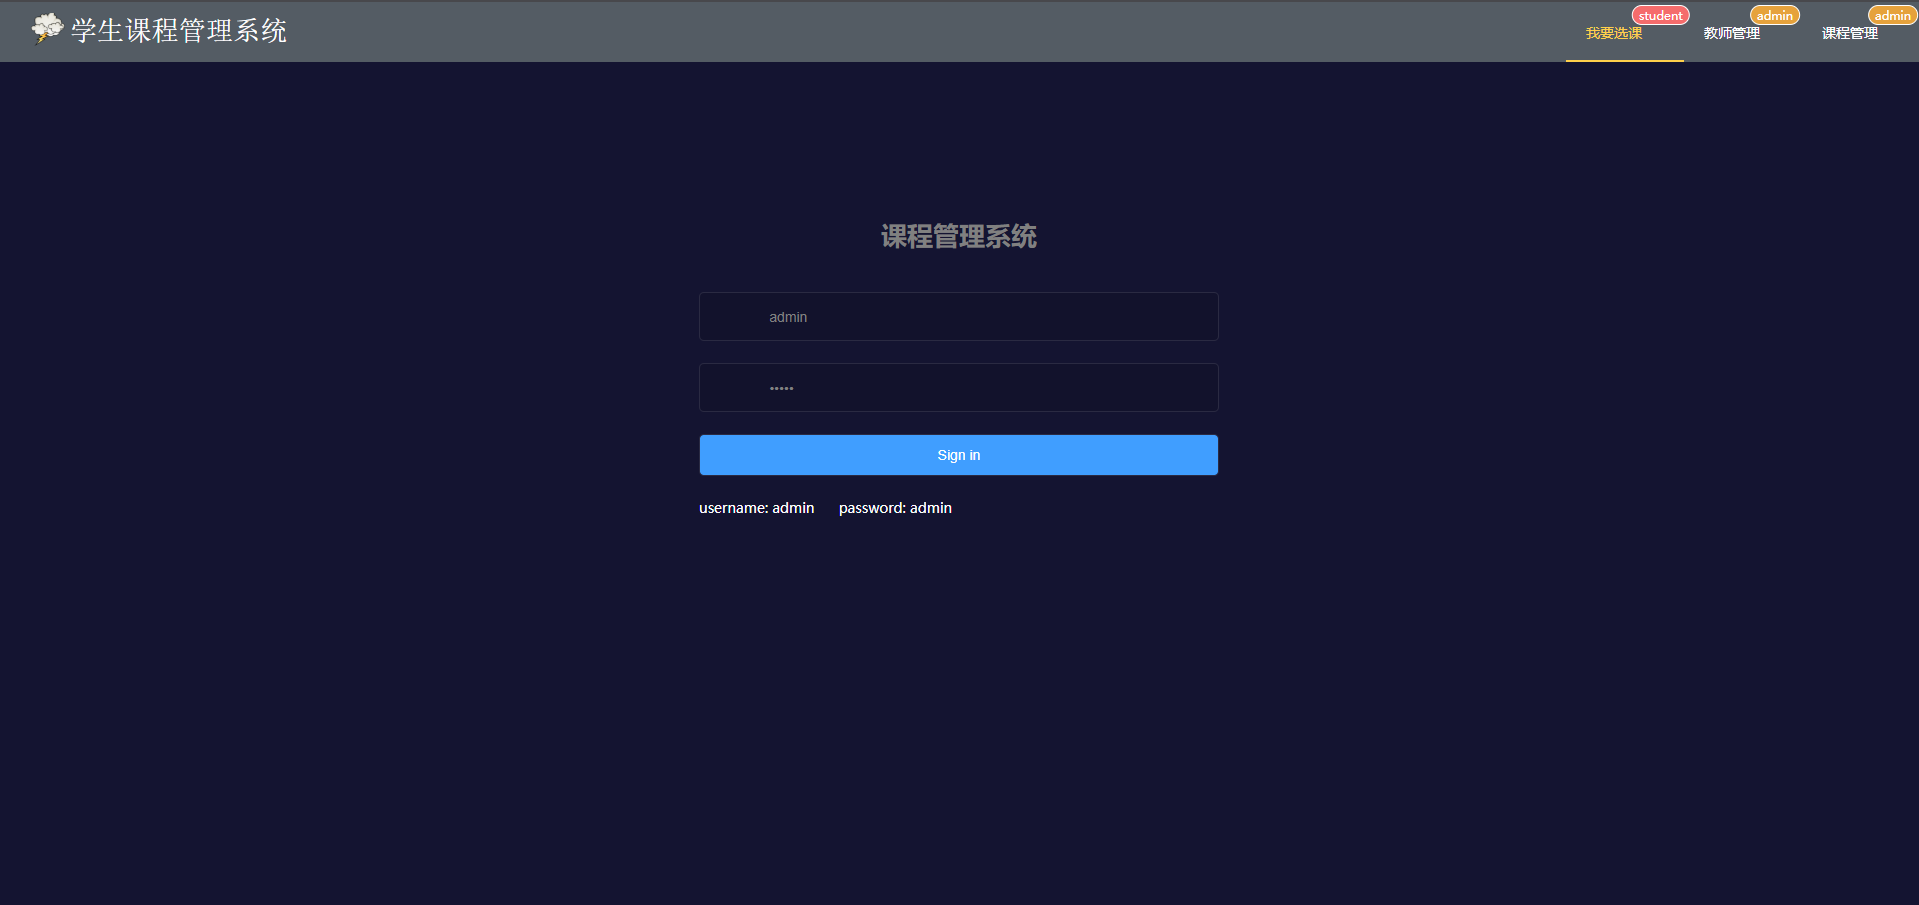 学生课程管理系统
student
我要选课
admin
教师管理
admin
课程管理
课程管理系统
admin
•••••
Sign in
username: admin password: admin